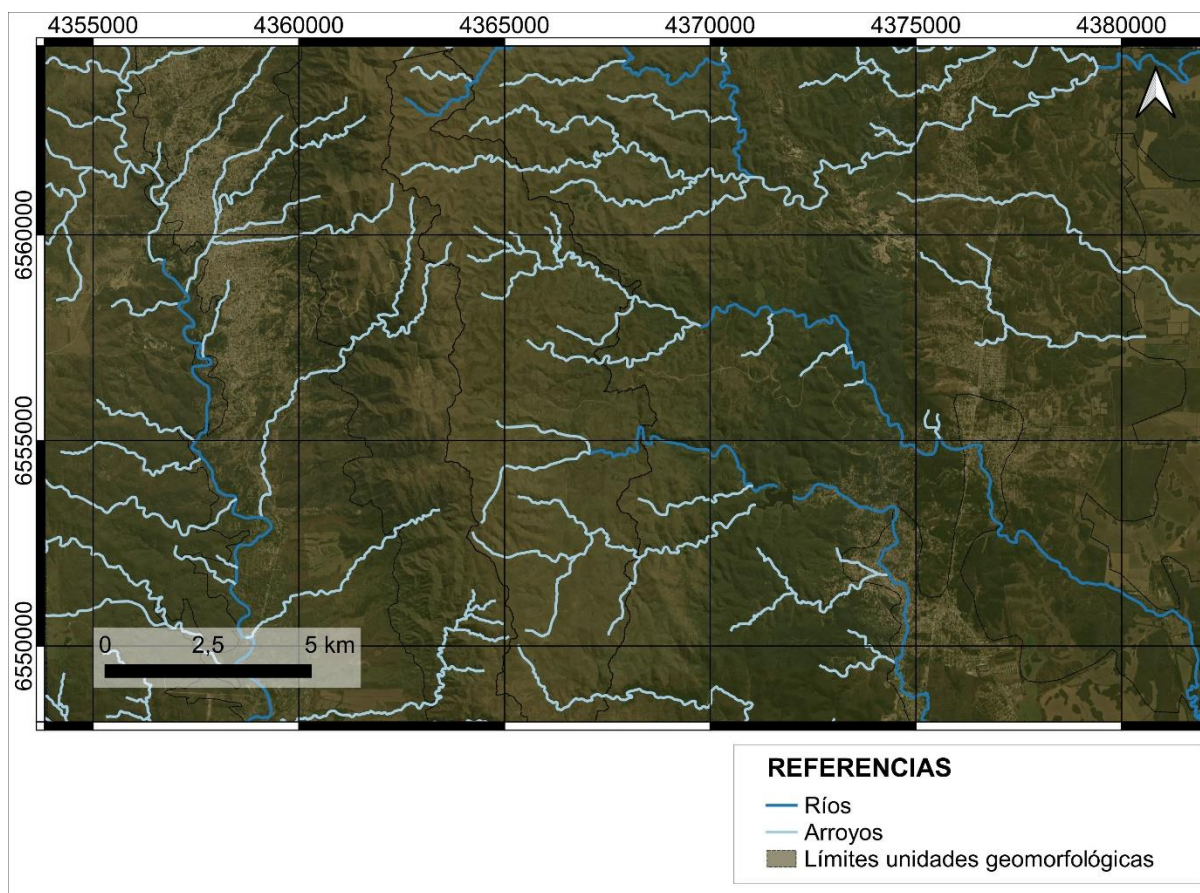 4355000 4360000 4365000 4370000 4375000 4380000
6560000
6555000
6550000
0 2,5 5 km
REFERENCIAS
Ríos
Arroyos
Límites unidades geomorfológicas